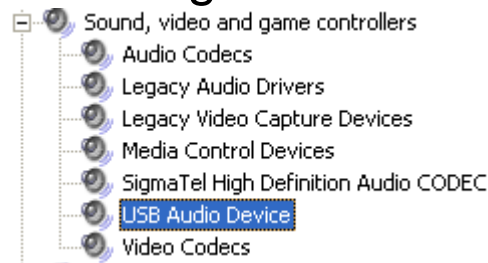 Sound, video and game controllers
Audio Codecs
Legacy Audio Drivers
Legacy Video Capture Devices
Media Control Devices
SigmaTel High Definition Audio CODEC
USB Audio Device
Video Codecs